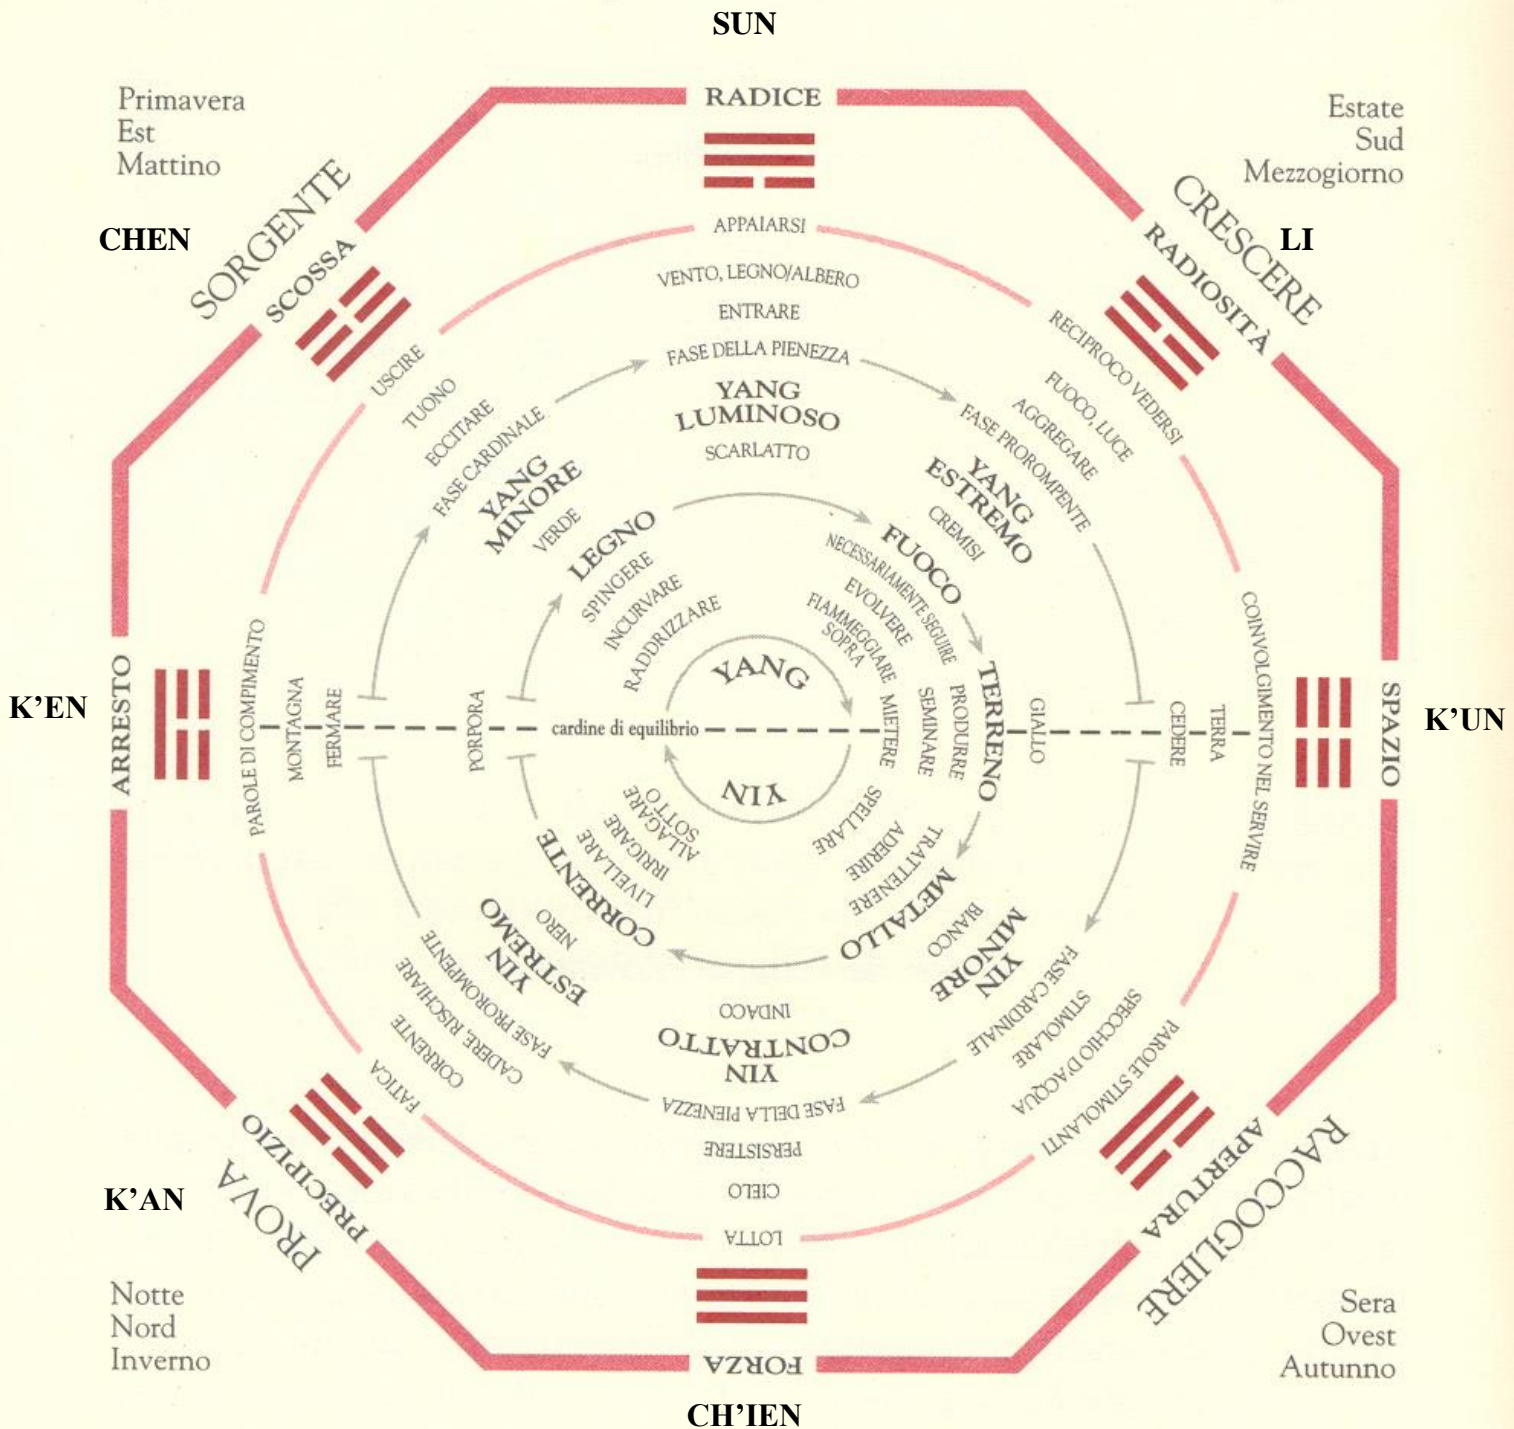 SUN
Primavera
Est
Mattino
Estate
Sud
Mezzogiorno
CHEN
SORGENTE
SCOSSA
RADICE
CRESCERE
LI
RADIOSITÀ
APPAIARSI
VENTO, LEGNO/ALBERO
ENTRARE
FASE DELLA PIENEZZA
YANG
LUMINOSO
SCARLATTO
USCIRE
TUONO
ECCITARE
FASE CARDINALE
YANG
MINORE
VERDE
LEGNO
SPINGERE
INCURVARE
RADDRIZZARE
RECIPROCO VEDERSI
FUOCO, LUCE
AGGREGARE
FASE PROROMPENTE
YANG
ESTREMO
CREMISI
FUOCO
NECESSARIAMENTE SEGUIRE
EVOLVERE
FIAMMEGGIARE
SOPRA
YANG
K'EN
ARRESTO
PAROLE DI COMPIMENTO
MONTAGNA
FERMARE
PORPORA
cardine di equilibrio
MIETERE
SEMINARE
PRODURRE
TERRENO
GIALLO
CEDERE
TERRA
COINVOLGIMENTO NEL SERVIRE
SPAZIO
K'UN
YIN
ALLAGARE
SOTTO
IRRIGARE
LIVELLARE
CORRENTE
NERO
YIN
ESTREMO
FASE PROROMPENTE
CADERE, RISCHIARE
CORRENTE
FATICA
SPELLARE
ADERIRE
TRATTENERE
METALLO
BIANCO
YIN
MINORE
FASE CARDINALE
STIMOLARE
SPECCHIO D'ACQUA
PAROLE STIMOLANTI
INDACO
YIN
CONTRATTO
FASE DELLA PIENEZZA
PERSISTERE
CIELO
LOTTA
K'AN
PROVA
PRECIPIZIO
APERTURA
RACCOGLIERE
Notte
Nord
Inverno
FORZA
Sera
Ovest
Autunno
CH'IEN